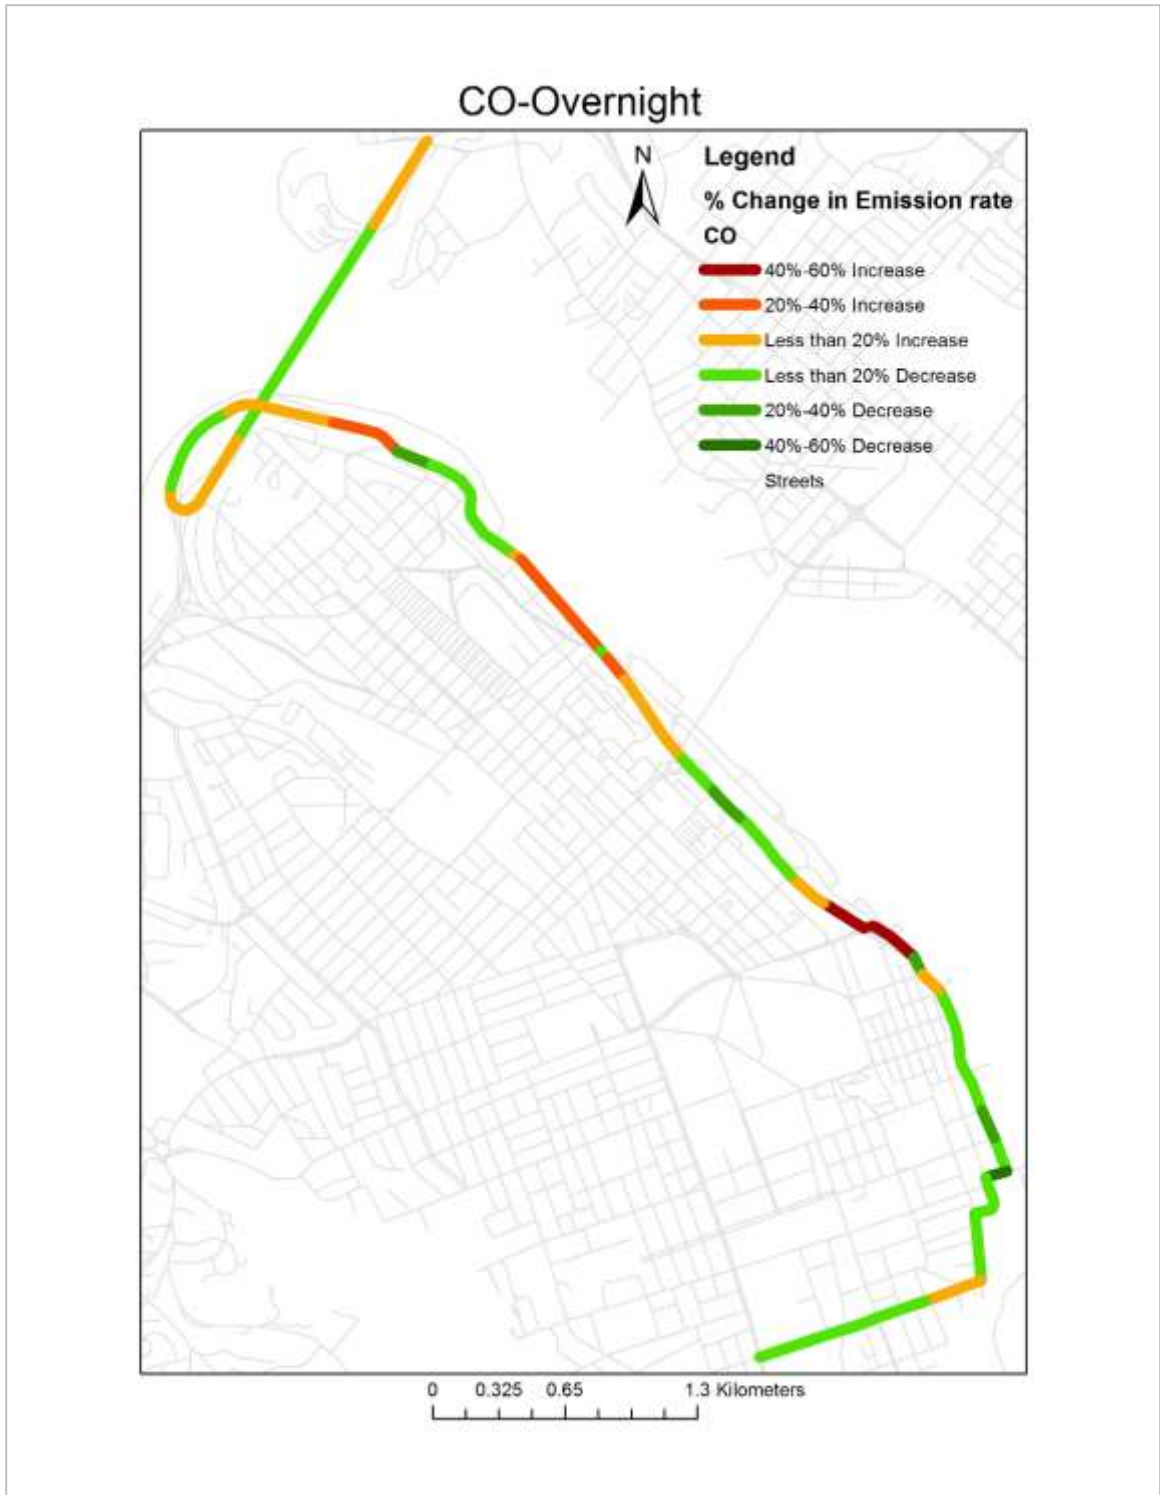 CO-Overnight
N
Legend
% Change in Emission rate
CO
40%-60% Increase
20%-40% Increase
Less than 20% Increase
Less than 20% Decrease
20%-40% Decrease
40%-60% Decrease
Streets
0 0.325 0.65 1.3 Kilometers